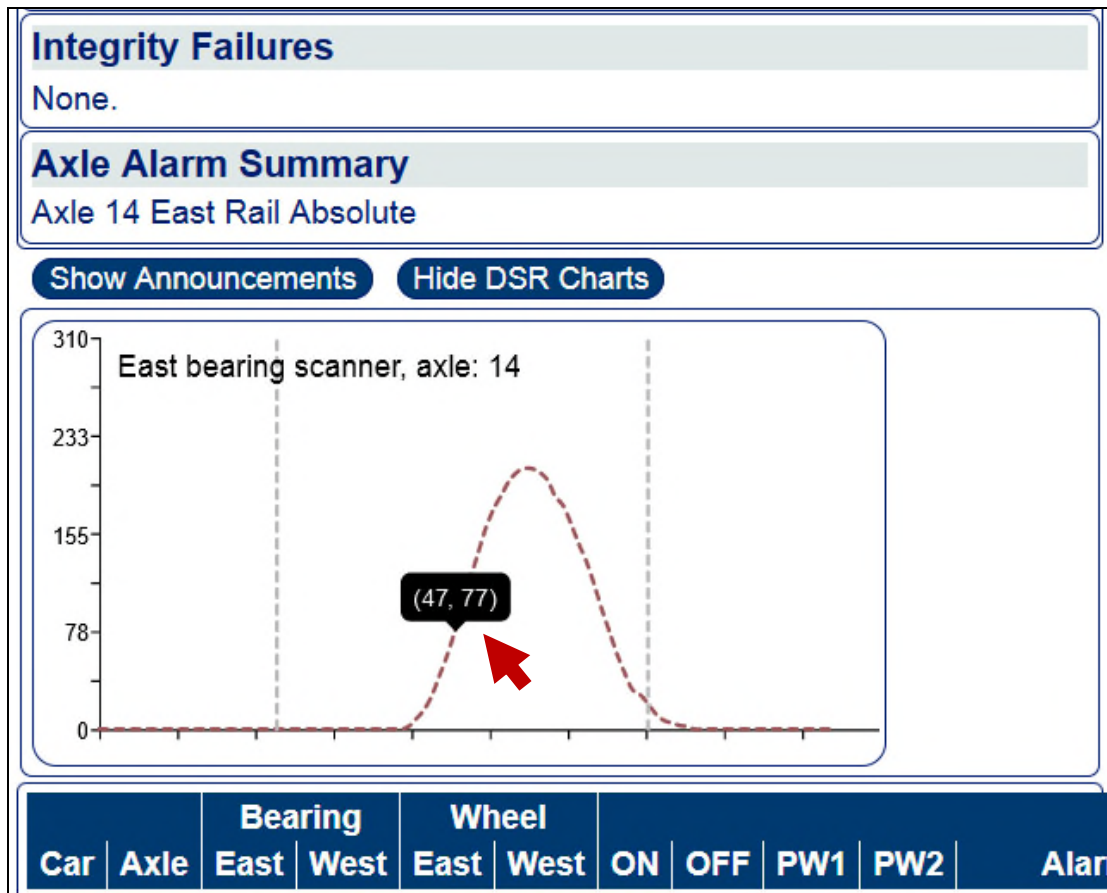 Integrity Failures
None.
Axle Alarm Summary
Axle 14 East Rail Absolute
Show Announcements Hide DSR Charts
310
East bearing scanner, axle: 14
233
155
(47, 77)
78
0
Bearing Wheel
Car Axle East West East West ON OFF PW1 PW2 Alar